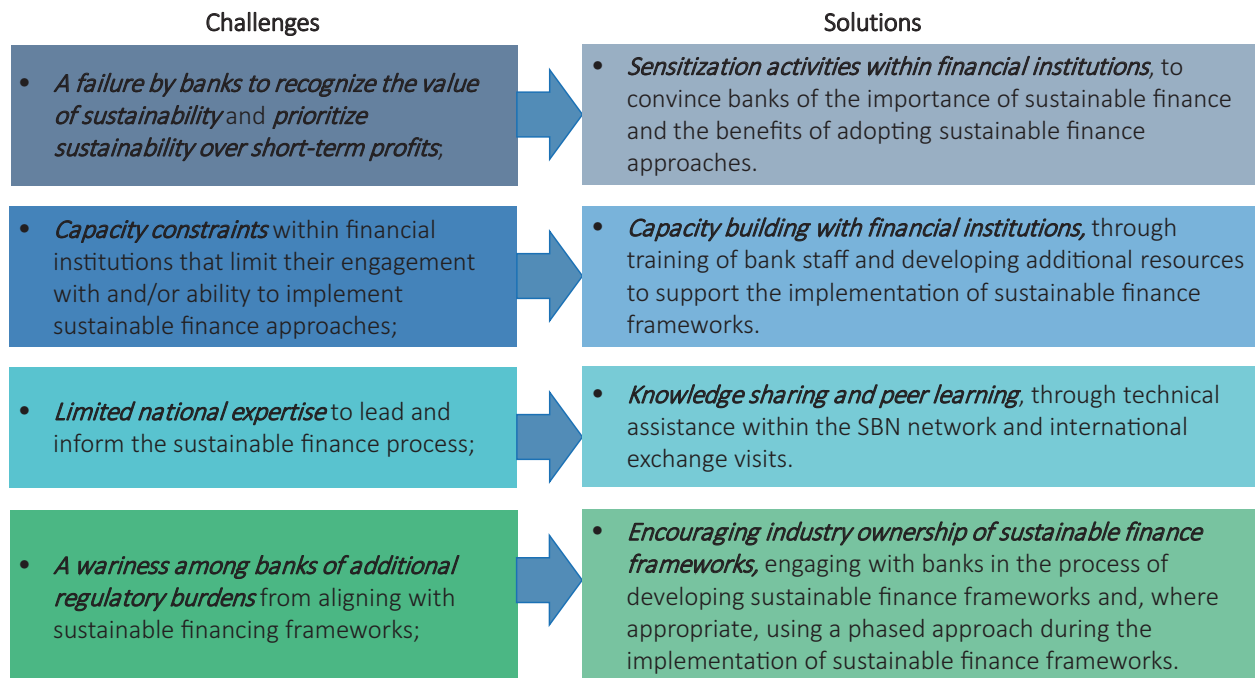 Challenges
Solutions
• A failure by banks to recognize the value
of sustainability and prioritize
sustainability over short-term profits;
• Sensitization activities within financial institutions, to
convince banks of the importance of sustainable finance
and the benefits of adopting sustainable finance
approaches.
• Capacity constraints within financial
institutions that limit their engagement
with and/or ability to implement
sustainable finance approaches;
• Capacity building with financial institutions, through
training of bank staff and developing additional resources
to support the implementation of sustainable finance
frameworks.
• Limited national expertise to lead and
inform the sustainable finance process;
• Knowledge sharing and peer learning, through technical
assistance within the SBN network and international
exchange visits.
• A wariness among banks of additional
regulatory burdens from aligning with
sustainable financing frameworks;
• Encouraging industry ownership of sustainable finance
frameworks, engaging with banks in the process of
developing sustainable finance frameworks and, where
appropriate, using a phased approach during the
implementation of sustainable finance frameworks.